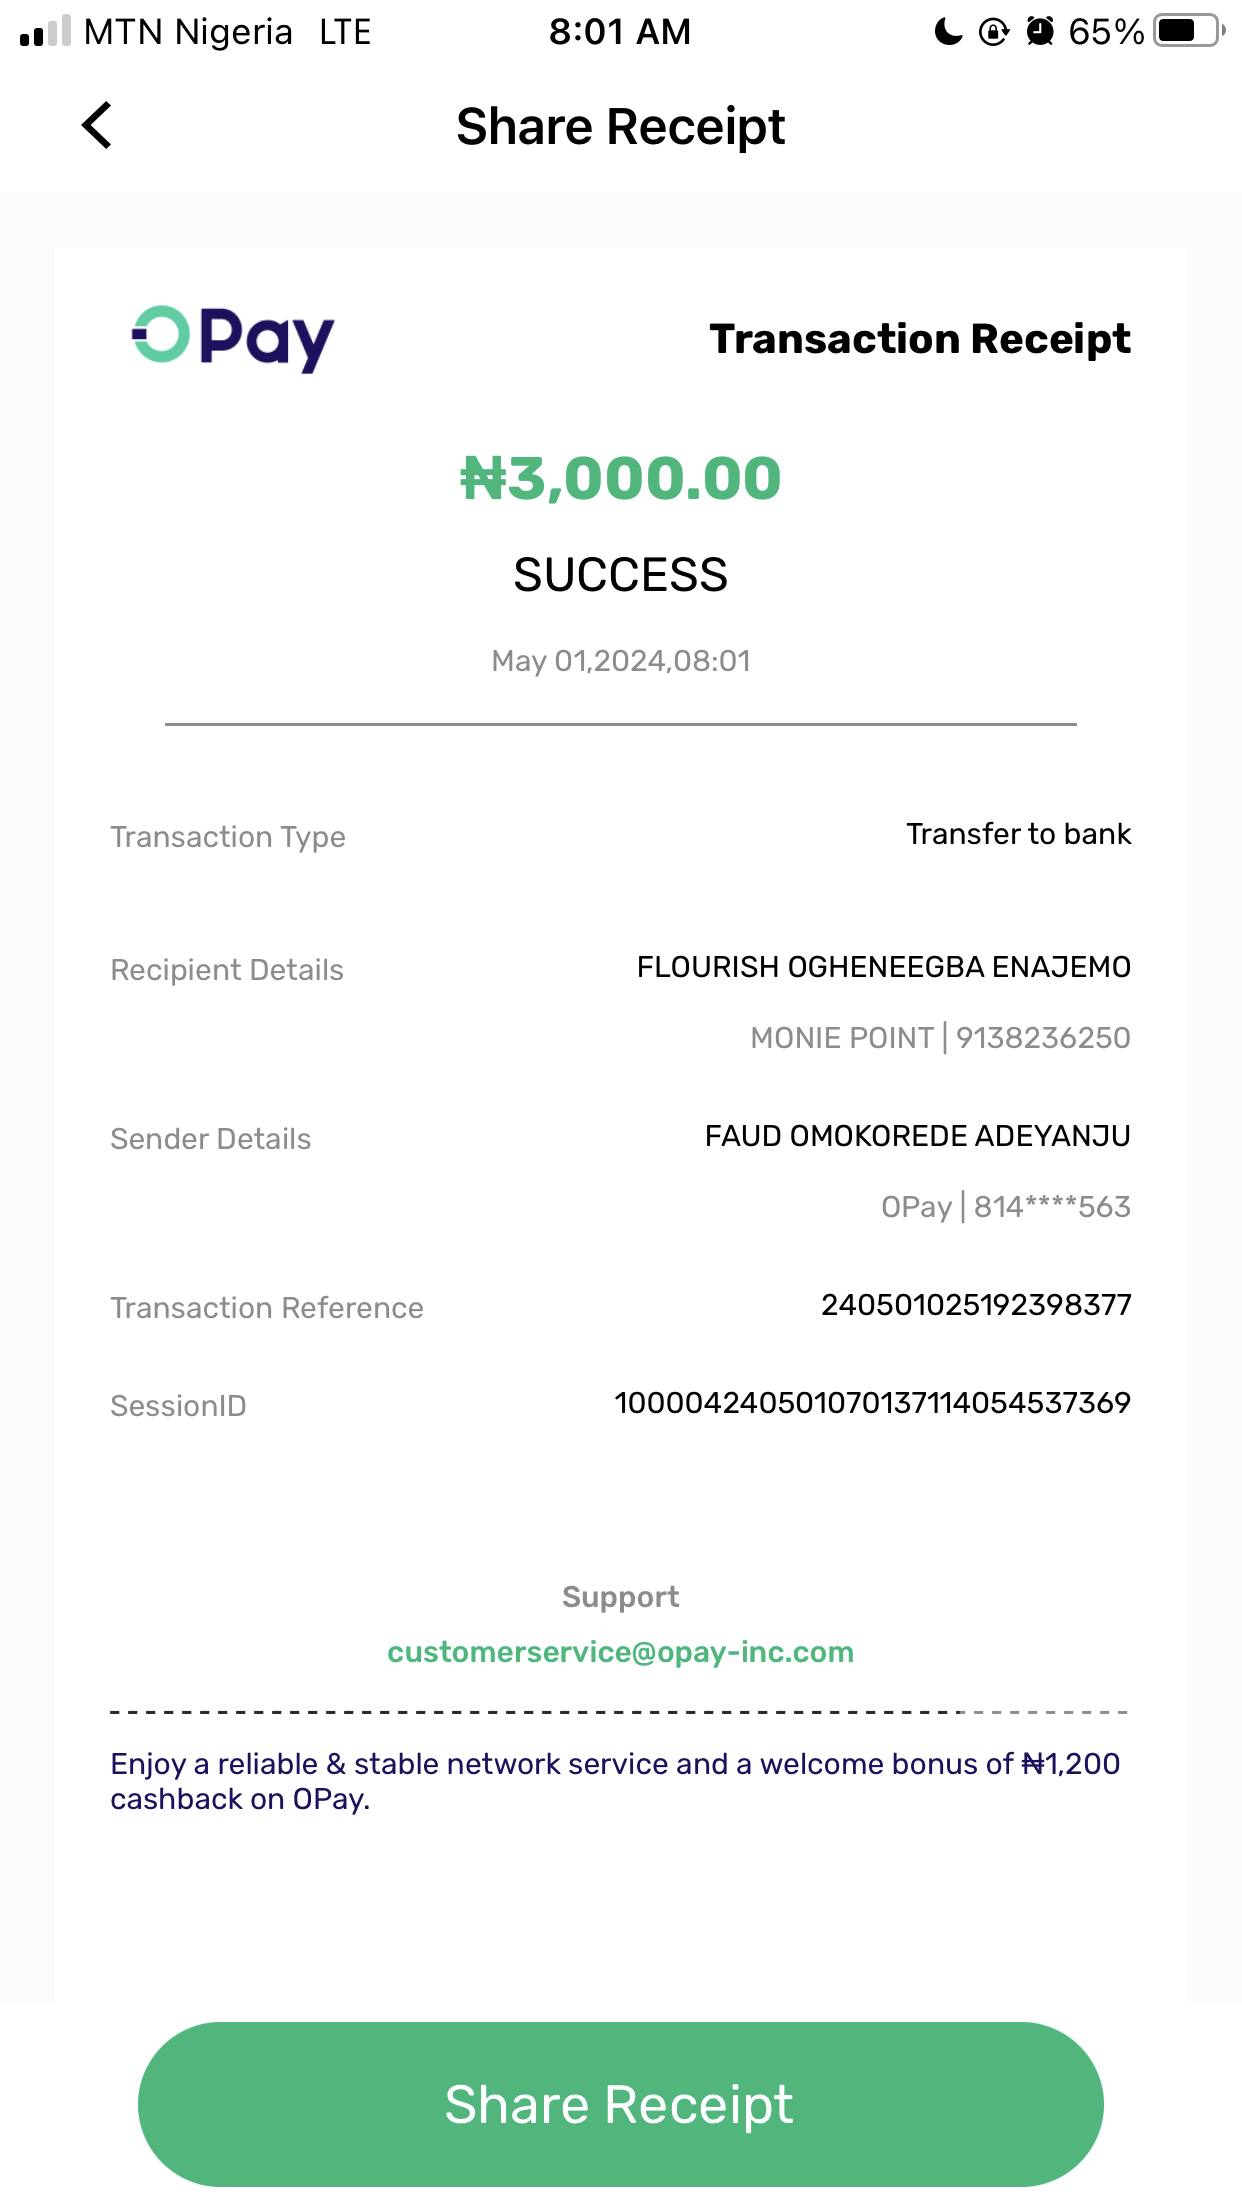 MTN Nigeria LTE 8:01 AM 65%
Share Receipt
OPay Transaction Receipt
₦3,000.00
SUCCESS
May 01,2024,08:01
Transaction Type Transfer to bank
Recipient Details FLOURISH OGHENEEGBA ENAJEMO
MONIE POINT | 9138236250
Sender Details FAUD OMOKOREDE ADEYANJU
OPay | 814****563
Transaction Reference 240501025192398377
SessionID 100004240501070137114054537369
Support
customerservice@opay-inc.com
Enjoy a reliable & stable network service and a welcome bonus of ₦1,200
cashback on OPay.
Share Receipt